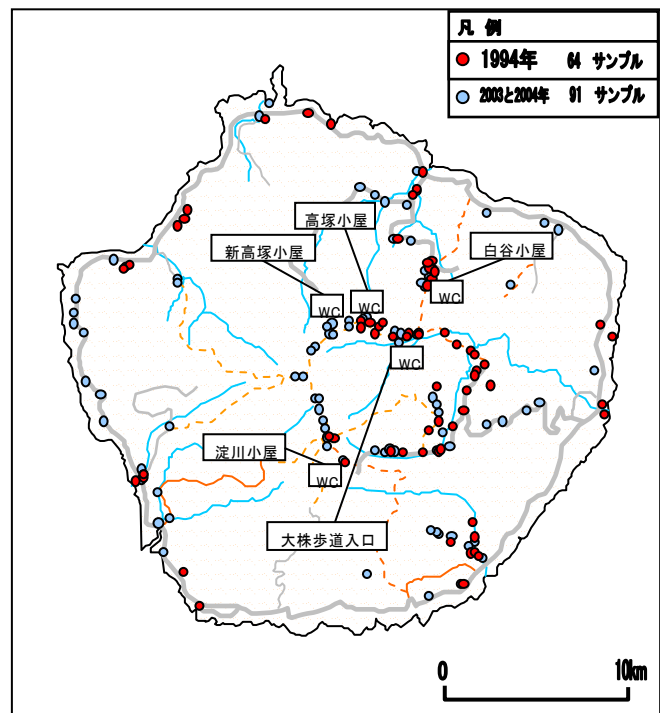 凡 例
1994年 64 サンプル
2003と2004年 91 サンプル
高塚小屋
新高塚小屋
白谷小屋
WC
WC
WC
WC
淀川小屋
WC
大株歩道入口
0 10km